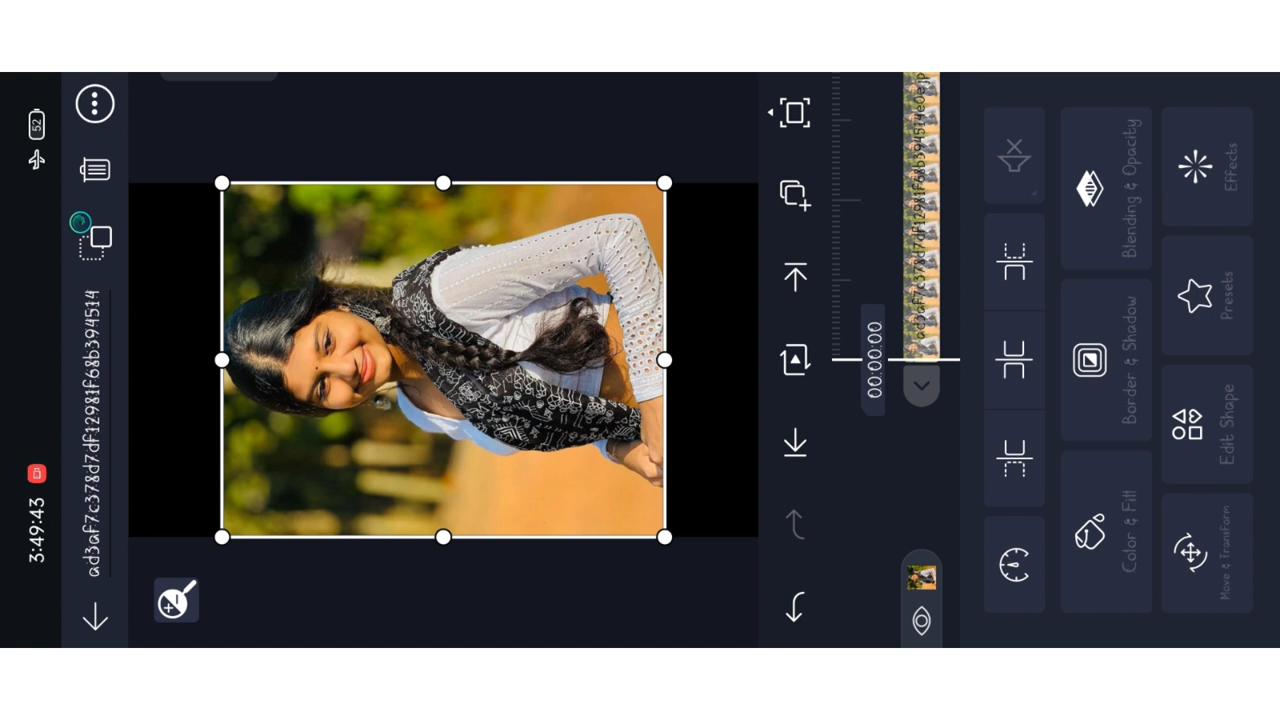 3:49:43
52
ad3af7c378d7df12981f68b394514
00:00:00
Color & Fill
Border & Shadow
Blending & Opacity
Move & Transform
Edit Shape
Presets
Effects